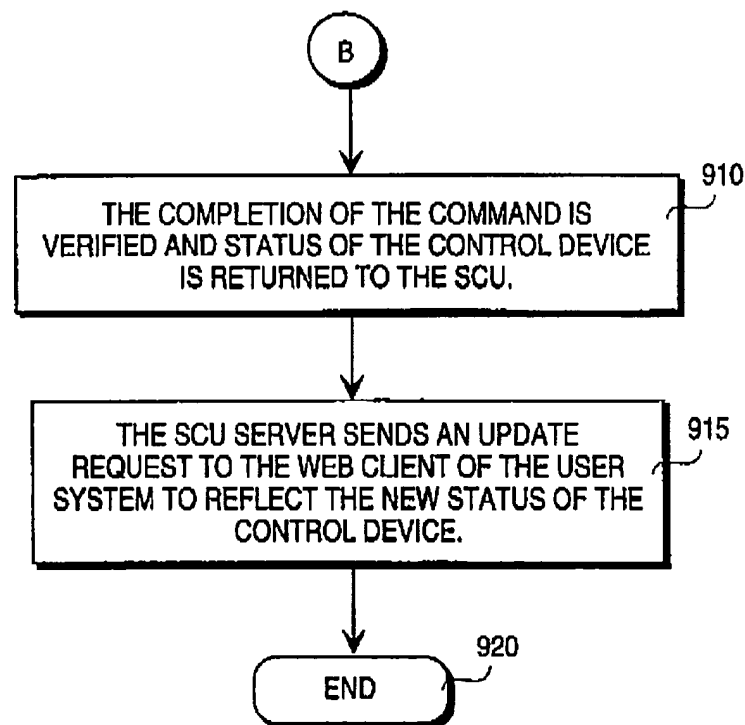 B
910
THE COMPLETION OF THE COMMAND IS
VERIFIED AND STATUS OF THE CONTROL DEVICE
IS RETURNED TO THE SCU.
915
THE SCU SERVER SENDS AN UPDATE
REQUEST TO THE WEB CLIENT OF THE USER
SYSTEM TO REFLECT THE NEW STATUS OF THE
CONTROL DEVICE.
920
END